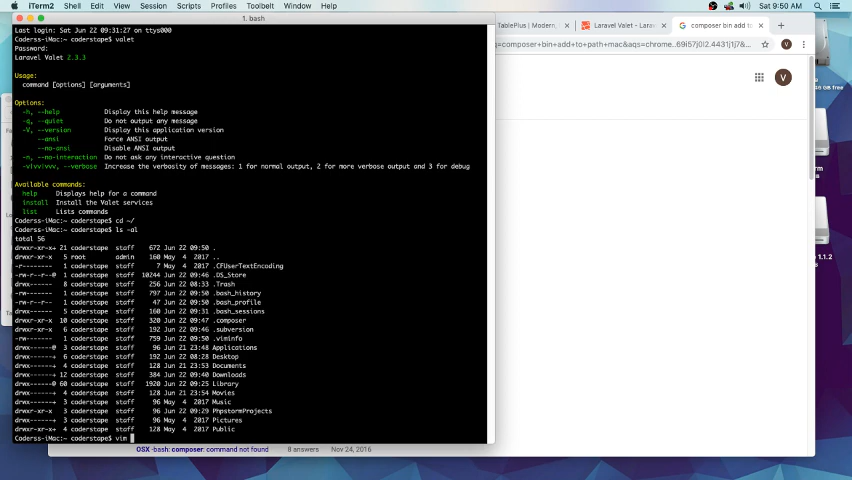 iTerm2 Shell Edit View Session Scripts Profiles Toolbelt Window Help
Sat 9:50 AM
1. bash
Last login: Sat Jun 22 09:31:27 on ttys000
Coderss-iMac:~ coderstape$ valet
Password:
Laravel Valet 2.3.3
Usage:
command [options] [arguments]
Options:
-h, --help Display this help message
-q, --quiet Do not output any message
-V, --version Display this application version
--ansi Force ANSI output
--no-ansi Disable ANSI output
-n, --no-interaction Do not ask any interactive question
-v|vv|vvv, --verbose Increase the verbosity of messages: 1 for normal output, 2 for more verbose output and 3 for debug
Available commands:
help Displays help for a command
install Install the Valet services
list Lists commands
Coderss-iMac:~ coderstape$ cd ~/
Coderss-iMac:~ coderstape$ ls -al
total 56
drwxr-xr-x+ 21 coderstape staff 672 Jun 22 09:50 .
drwxr-xr-x 5 root admin 160 May 4 2017 ..
-r-------- 1 coderstape staff 7 May 4 2017 .CFUserTextEncoding
-rw-r--r--@ 1 coderstape staff 10244 Jun 22 09:46 .DS_Store
drwx------ 8 coderstape staff 256 Jun 22 08:33 .Trash
-rw------- 1 coderstape staff 797 Jun 22 09:50 .bash_history
-rw-r--r-- 1 coderstape staff 47 Jun 22 09:50 .bash_profile
drwx------ 5 coderstape staff 160 Jun 22 09:31 .bash_sessions
drwxr-xr-x 10 coderstape staff 320 Jun 22 09:47 .composer
drwxr-xr-x 6 coderstape staff 192 Jun 22 09:46 .subversion
-rw------- 1 coderstape staff 759 Jun 22 09:50 .viminfo
drwx------@ 3 coderstape staff 96 Jun 21 23:48 Applications
drwx------+ 6 coderstape staff 192 Jun 22 08:28 Desktop
drwx------+ 4 coderstape staff 128 Jun 21 23:53 Documents
drwx------+ 12 coderstape staff 384 Jun 22 09:40 Downloads
drwx------@ 60 coderstape staff 1920 Jun 22 09:25 Library
drwx------+ 4 coderstape staff 128 Jun 21 23:54 Movies
drwx------+ 3 coderstape staff 96 May 4 2017 Music
drwxr-xr-x 3 coderstape staff 96 Jun 22 09:29 PhpstormProjects
drwx------+ 3 coderstape staff 96 May 4 2017 Pictures
drwxr-xr-x+ 4 coderstape staff 128 May 4 2017 Public
Coderss-iMac:~ coderstape$ vim
TablePlus | Modern, Laravel Valet - Larav composer bin add to
=composer+bin+add+to+path+mac&aqs=chrome..69i57j0l2.4431j1j7&...
V
V
OSX -bash: composer: command not found 8 answers Nov 24, 2016
GB free
1.1.2